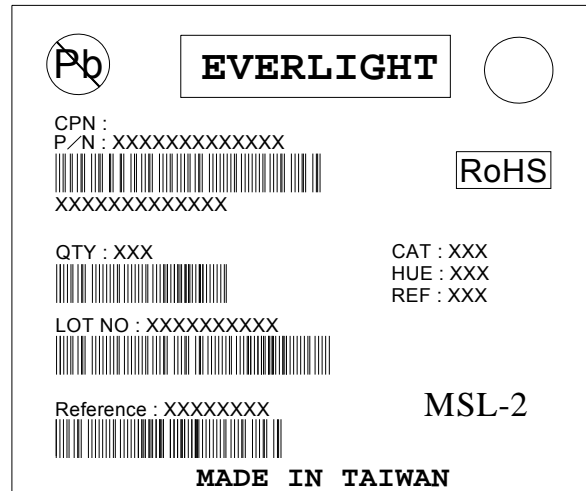 Pb
EVERLIGHT
CPN :
P/N : XXXXXXXXXXXXX
RoHS
XXXXXXXXXXXXX
QTY : XXX
CAT : XXX
HUE : XXX
REF : XXX
LOT NO : XXXXXXXXXX
Reference : XXXXXXXX
MSL-2
MADE IN TAIWAN